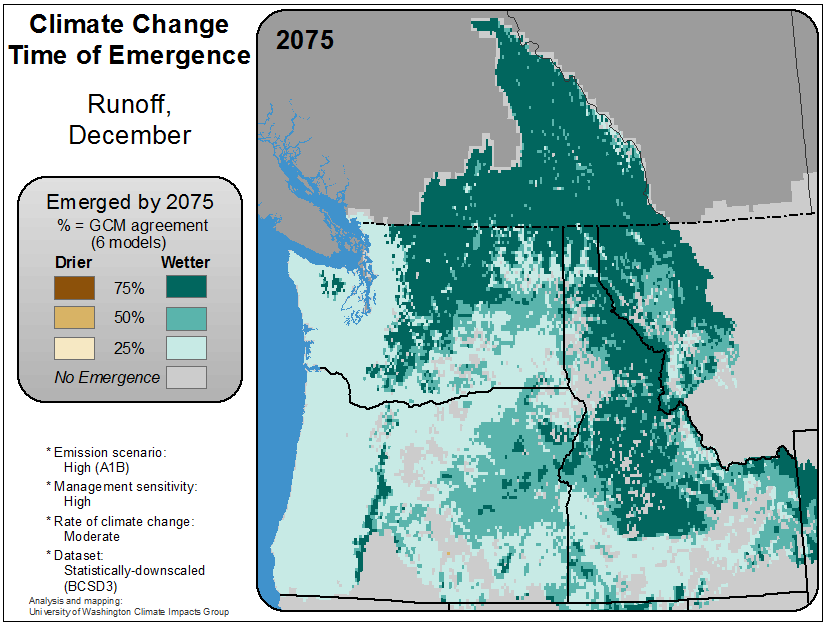 Climate Change
Time of Emergence
Runoff,
December
2075
Emerged by 2075
% = GCM agreement
(6 models)
Drier Wetter
75%
50%
25%
No Emergence
* Emission scenario:
High (A1B)
* Management sensitivity:
High
* Rate of climate change:
Moderate
* Dataset:
Statistically-downscaled
(BCSD3)
Analysis and mapping:
University of Washington Climate Impacts Group